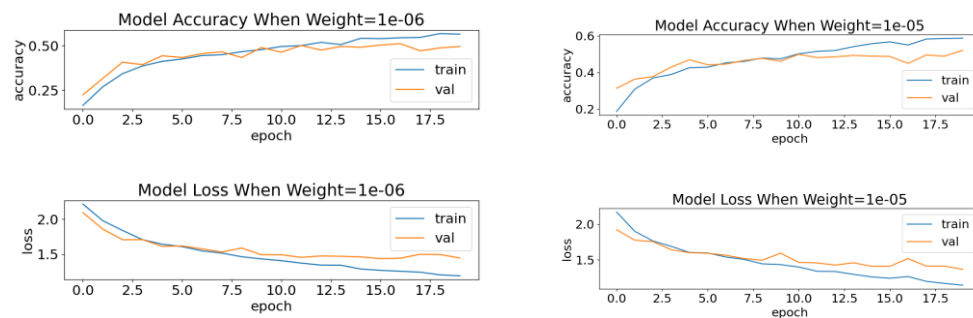 Model Accuracy When Weight=1e-06
accuracy
0.50
0.25
train
val
0.0 2.5 5.0 7.5 10.0 12.5 15.0 17.5
epoch
Model Accuracy When Weight=1e-05
accuracy
0.6
0.4
0.2
train
val
0.0 2.5 5.0 7.5 10.0 12.5 15.0 17.5
epoch
Model Loss When Weight=1e-06
loss
2.0
1.5
train
val
0.0 2.5 5.0 7.5 10.0 12.5 15.0 17.5
epoch
Model Loss When Weight=1e-05
loss
2.0
1.5
train
val
0.0 2.5 5.0 7.5 10.0 12.5 15.0 17.5
epoch